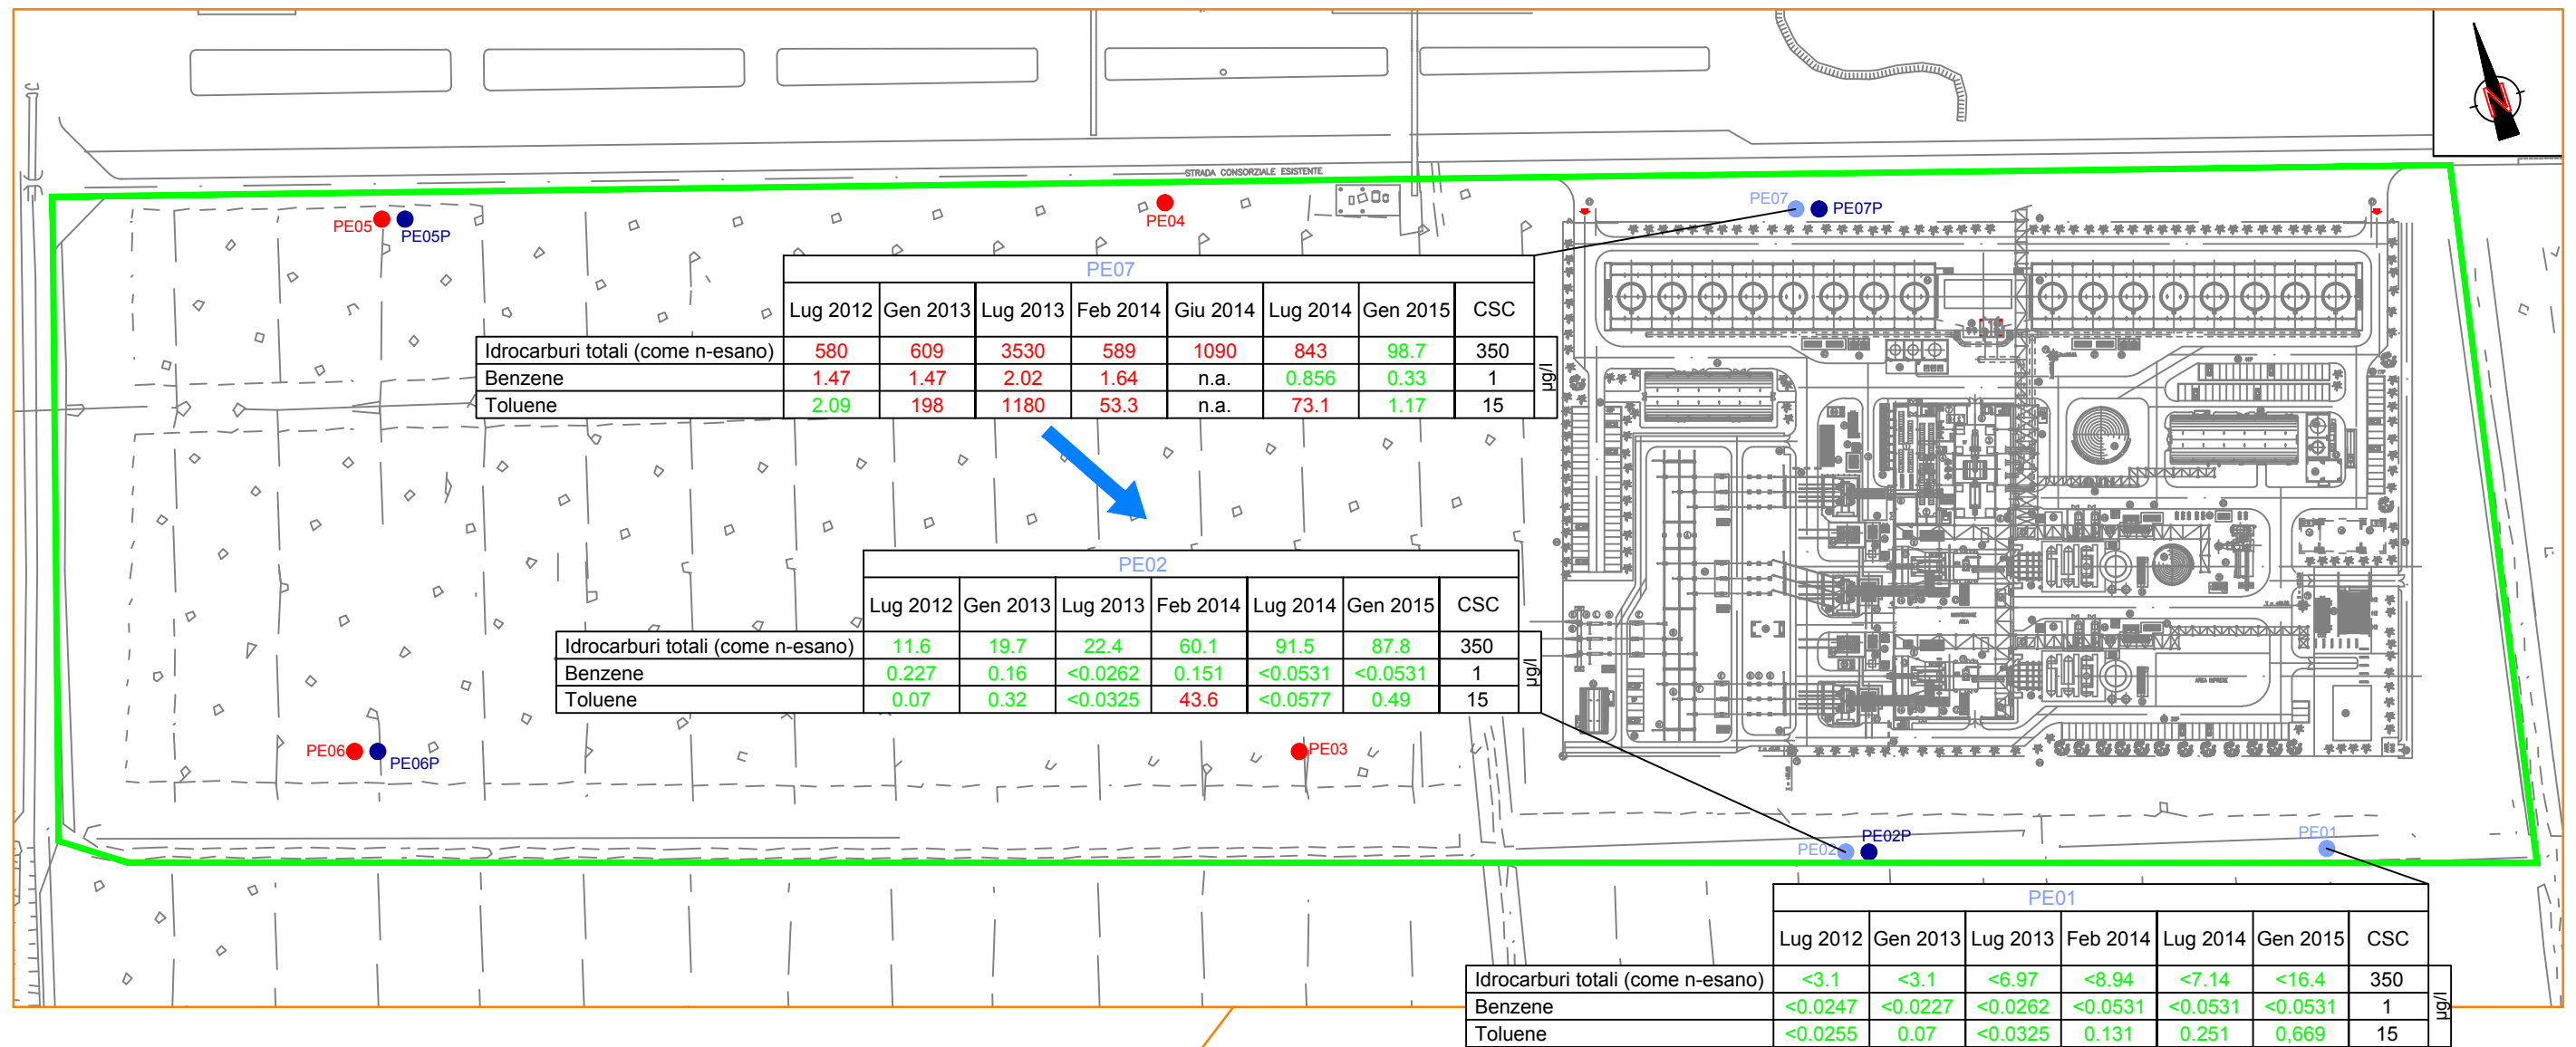 STRADA CONSORZIALE ESISTENTE
N
PE05
PE05P
PE04
PE07
PE07P
PE07
Lug 2012 Gen 2013 Lug 2013 Feb 2014 Giu 2014 Lug 2014 Gen 2015 CSC
Idrocarburi totali (come n-esano) 580 609 3530 589 1090 843 98.7 350
Benzene 1.47 1.47 2.02 1.64 n.a. 0.856 0.33 1
Toluene 2.09 198 1180 53.3 n.a. 73.1 1.17 15
µg/l
PE02
Lug 2012 Gen 2013 Lug 2013 Feb 2014 Lug 2014 Gen 2015 CSC
Idrocarburi totali (come n-esano) 11.6 19.7 22.4 60.1 91.5 87.8 350
Benzene 0.227 0.16 <0.0262 0.151 <0.0531 <0.0531 1
Toluene 0.07 0.32 <0.0325 43.6 <0.0577 0.49 15
µg/l
AREA IMPRESE
PE06
PE06P
PE03
PE02
PE02P
PE01
PE01
Lug 2012 Gen 2013 Lug 2013 Feb 2014 Lug 2014 Gen 2015 CSC
Idrocarburi totali (come n-esano) <3.1 <3.1 <6.97 <8.94 <7.14 <16.4 350
Benzene <0.0247 <0.0227 <0.0262 <0.0531 <0.0531 <0.0531 1
Toluene <0.0255 0.07 <0.0325 0.131 0.251 0,669 15
µg/l